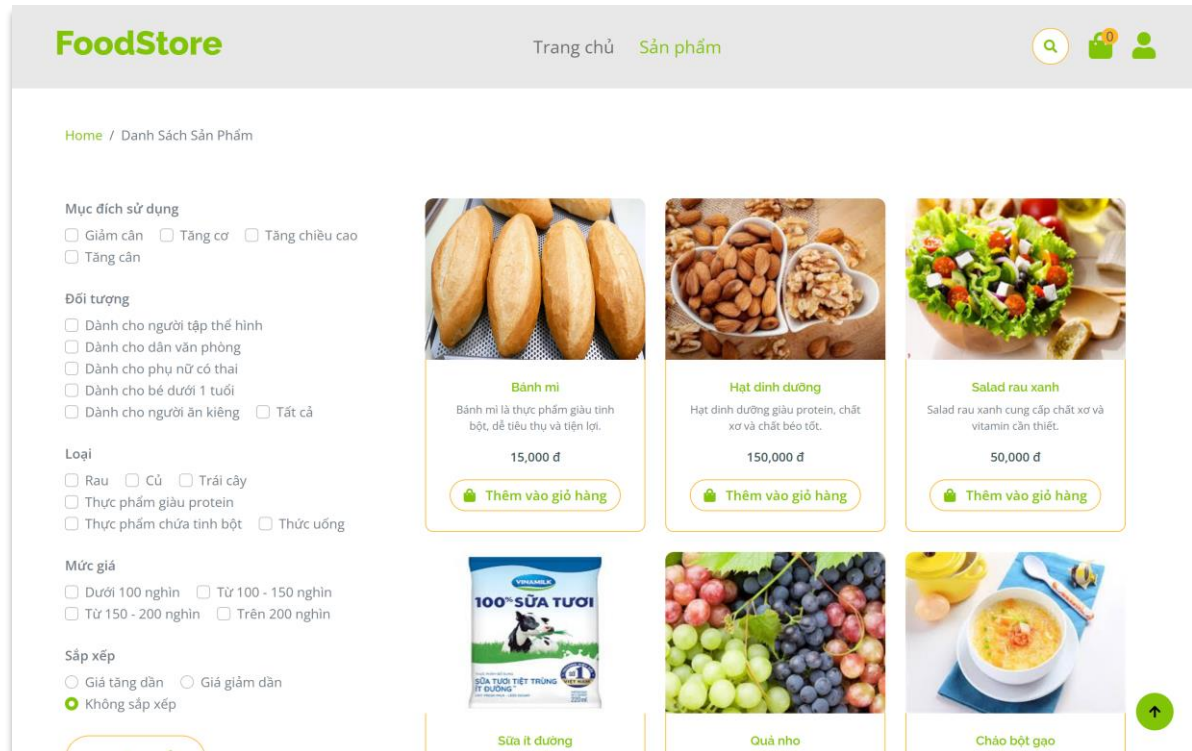 FoodStore
Trang chủ Sản phẩm
0
Home / Danh Sách Sản Phẩm
Mục đích sử dụng
Giảm cân Tăng cơ Tăng chiều cao
Tăng cân
Đối tượng
Dành cho người tập thể hình
Dành cho dân văn phòng
Dành cho phụ nữ có thai
Dành cho bé dưới 1 tuổi
Dành cho người ăn kiêng Tất cả
Loại
Rau Củ Trái cây
Thực phẩm giàu protein
Thực phẩm chứa tinh bột Thức uống
Mức giá
Dưới 100 nghìn Từ 100 - 150 nghìn
Từ 150 - 200 nghìn Trên 200 nghìn
Sắp xếp
Giá tăng dần Giá giảm dần
Không sắp xếp
Bánh mì
Bánh mì là thực phẩm giàu tinh
bột, dễ tiêu thụ và tiện lợi.
15,000 đ
Thêm vào giỏ hàng
Hạt dinh dưỡng
Hạt dinh dưỡng giàu protein, chất
xơ và chất béo tốt.
150,000 đ
Thêm vào giỏ hàng
Salad rau xanh
Salad rau xanh cung cấp chất xơ và
vitamin cần thiết.
50,000 đ
Thêm vào giỏ hàng
VINAMILK
100% SỮA TƯƠI
SỮA TƯƠI TIỆT TRÙNG
ÍT ĐƯỜNG
Sữa ít đường
Quả nho
Cháo bột gạo